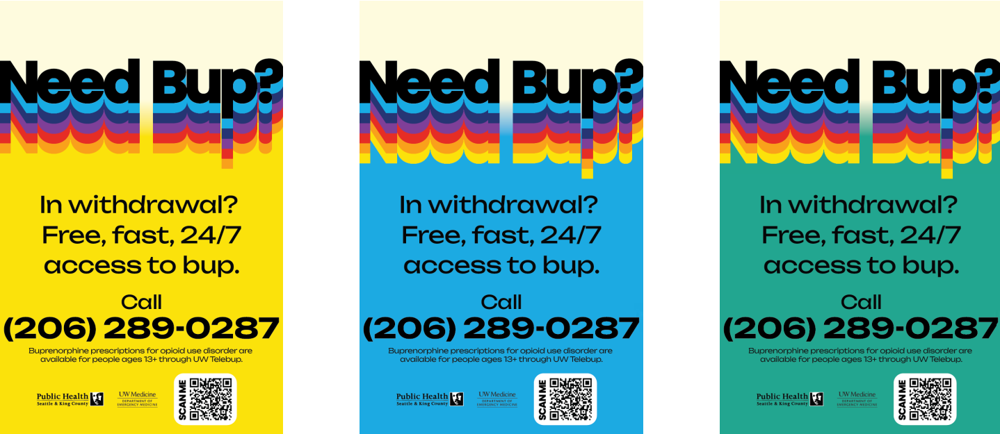 Need Bup?
In withdrawal?
Free, fast, 24/7
access to bup.
Call
(206) 289-0287
Buprenorphine prescriptions for opioid use disorder are
available for people ages 13+ through UW Telebup.
Public Health
Seattle & King County
UW Medicine
DEPARTMENT OF
EMERGENCY MEDICINE
SCAN ME
Need Bup?
In withdrawal?
Free, fast, 24/7
access to bup.
Call
(206) 289-0287
Buprenorphine prescriptions for opioid use disorder are
available for people ages 13+ through UW Telebup.
Public Health
Seattle & King County
UW Medicine
DEPARTMENT OF
EMERGENCY MEDICINE
SCAN ME
Need Bup?
In withdrawal?
Free, fast, 24/7
access to bup.
Call
(206) 289-0287
Buprenorphine prescriptions for opioid use disorder are
available for people ages 13+ through UW Telebup.
Public Health
Seattle & King County
UW Medicine
DEPARTMENT OF
EMERGENCY MEDICINE
SCAN ME